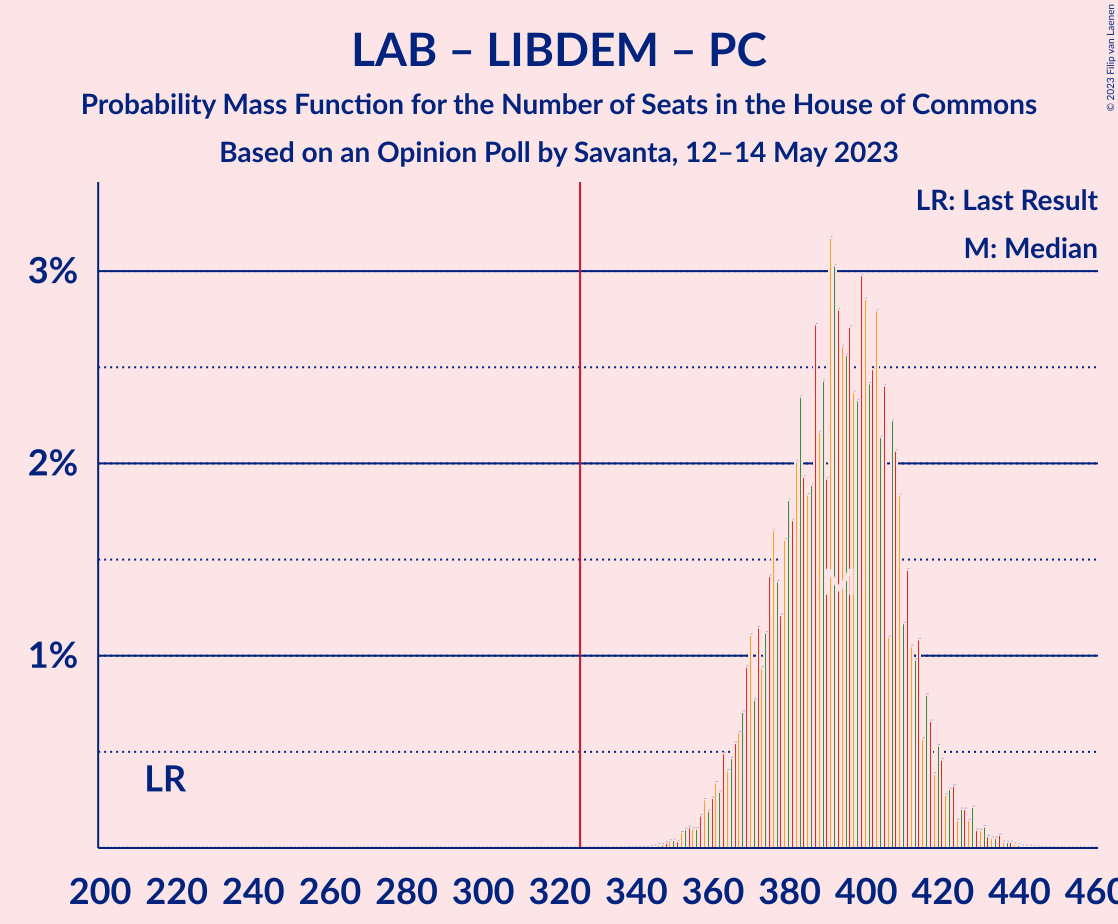 LAB – LIBDEM – PC
Probability Mass Function for the Number of Seats in the House of Commons
Based on an Opinion Poll by Savanta, 12–14 May 2023
© 2023 Filip van Laenen
LR: Last Result
M: Median
3%
2%
1%
LR
M
200 220 240 260 280 300 320 340 360 380 400 420 440 460